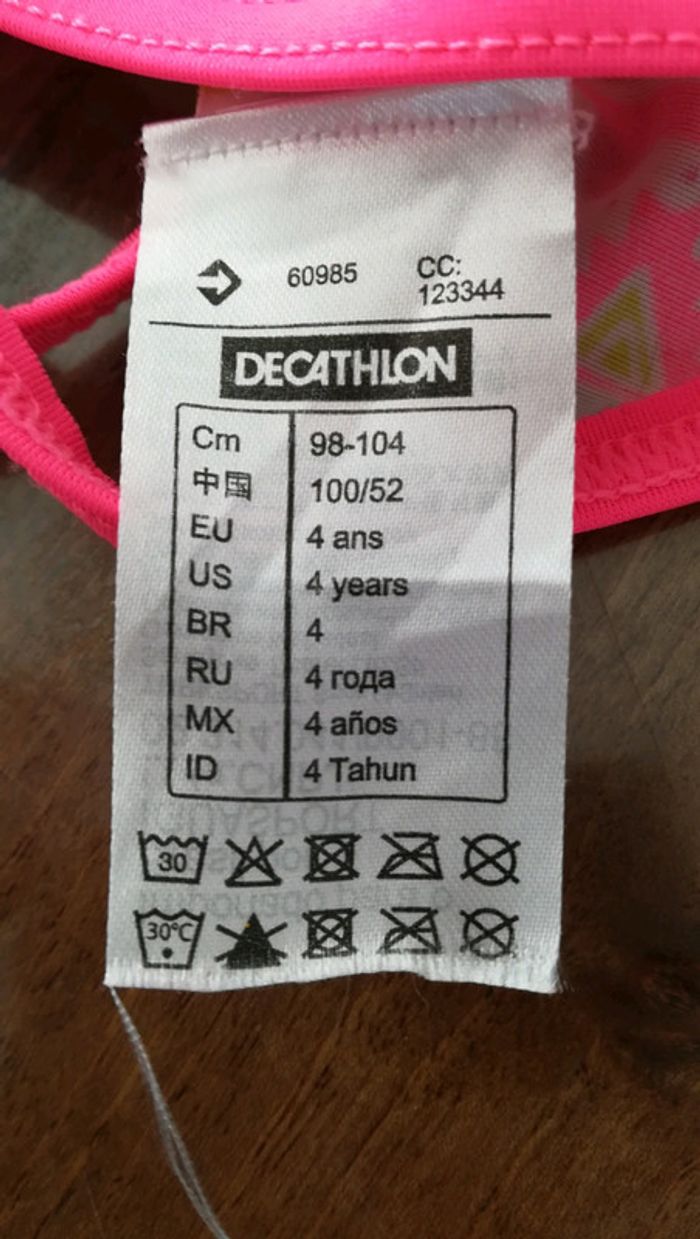 60985 CC:
123344
DECATHLON
Cm 98-104
中国 100/52
EU 4 ans
US 4 years
BR 4
RU 4 года
MX 4 años
ID 4 Tahun
30
30°C